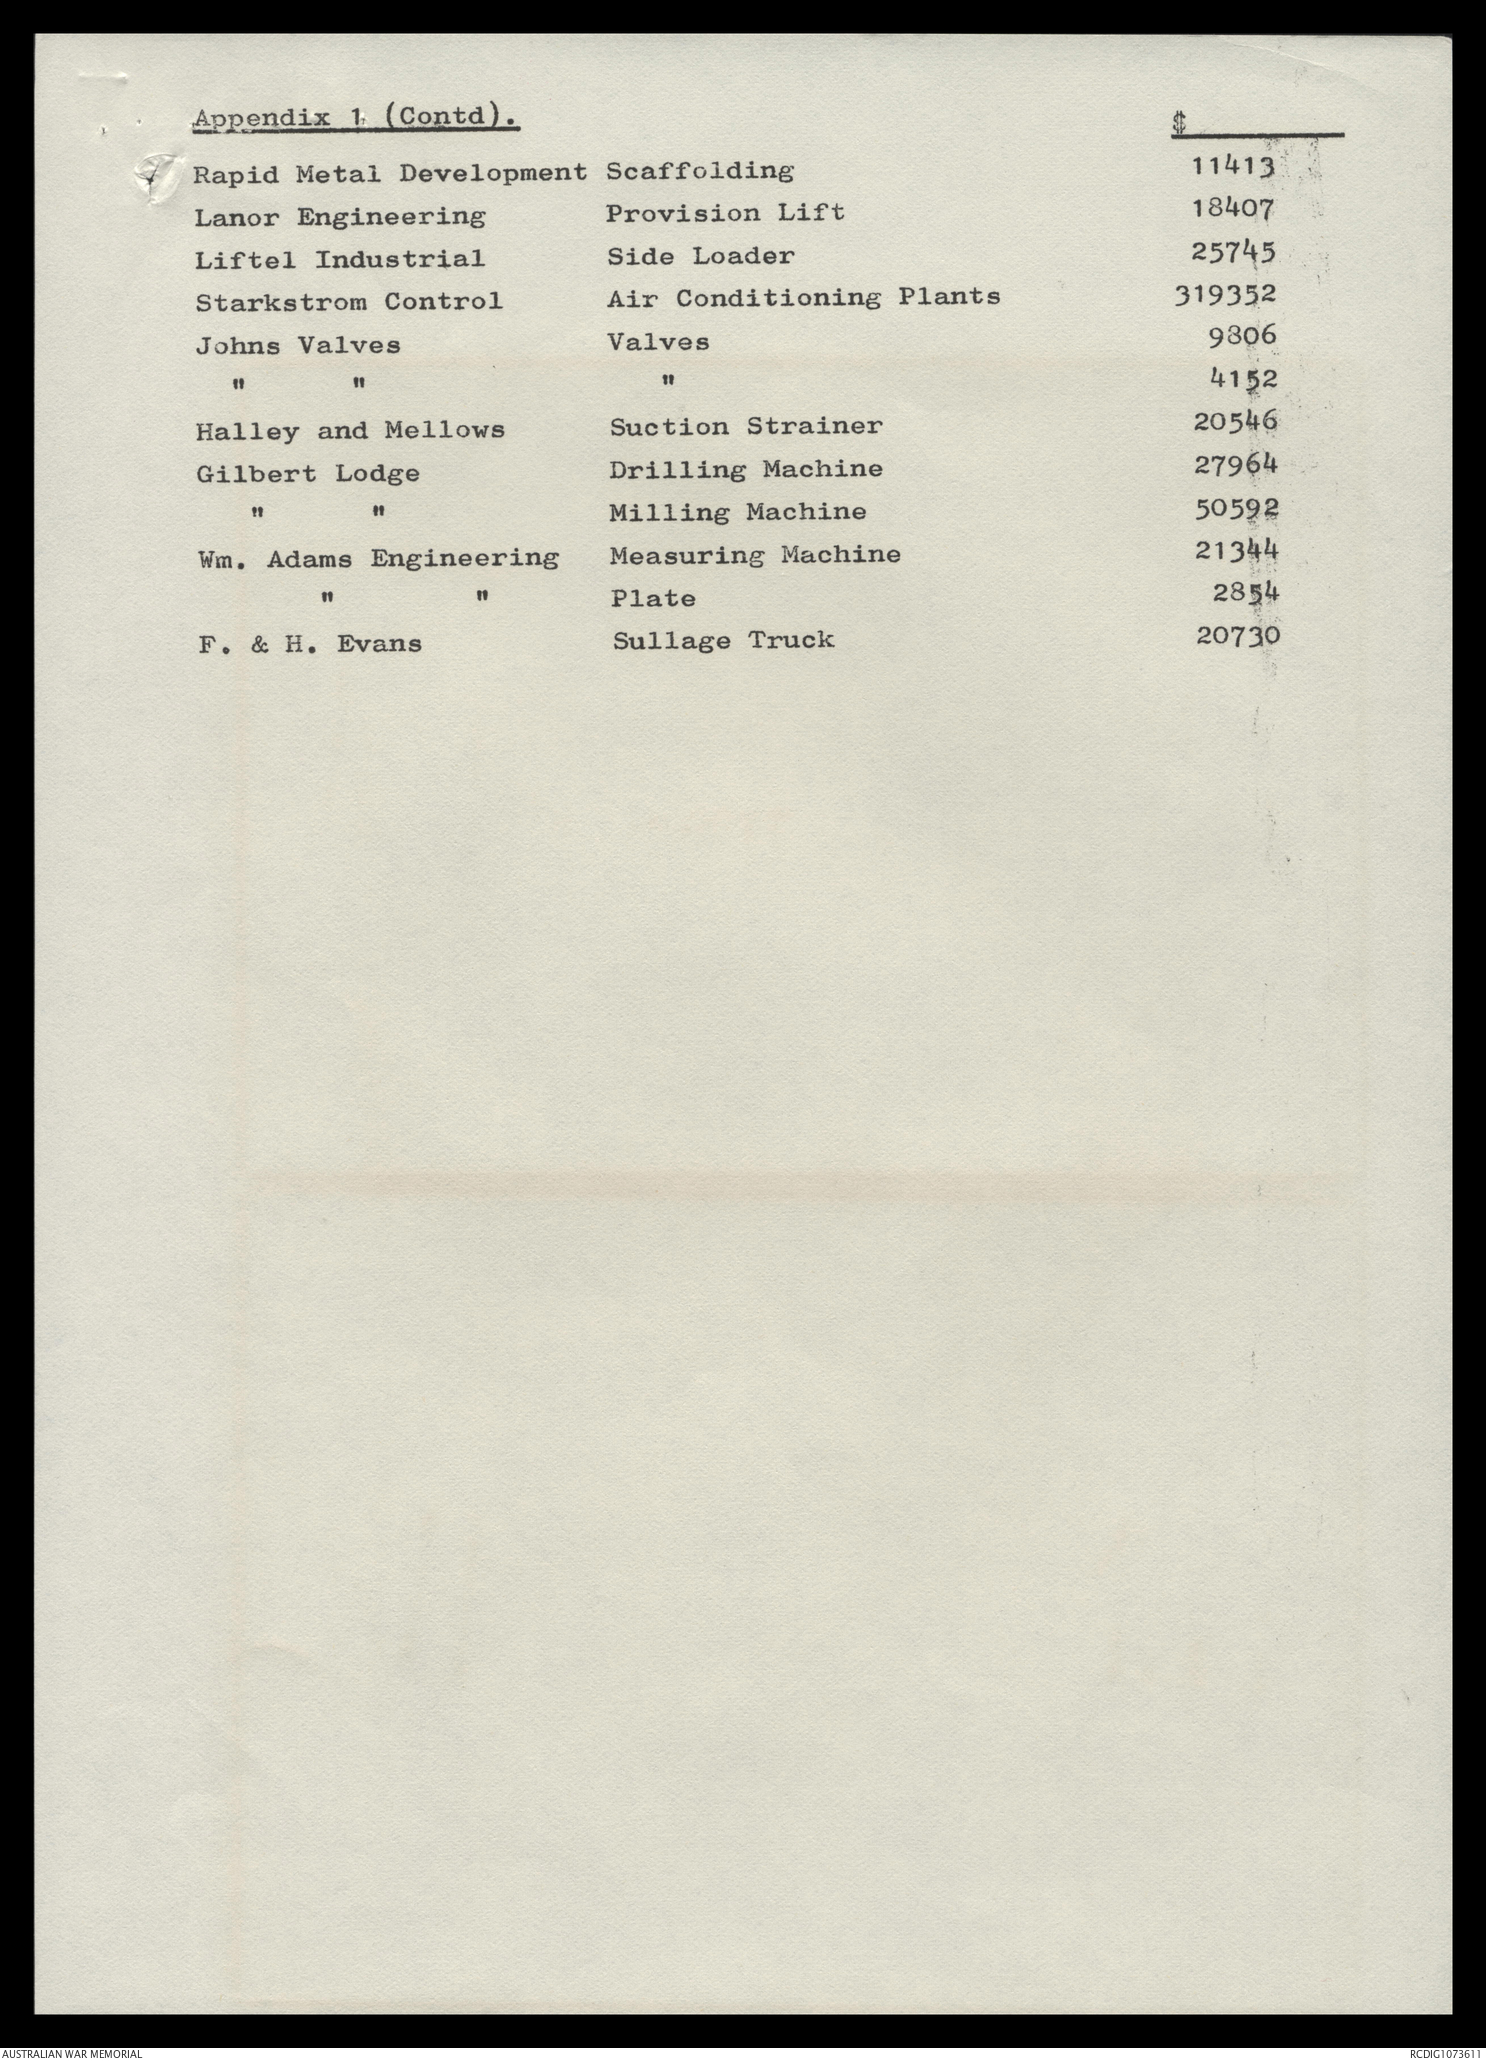 Appendix 1 (Contd). $
Rapid Metal Development Scaffolding 11413
Lanor Engineering Provision Lift 18407
Liftel Industrial Side Loader 25745
Starkstrom Control Air Conditioning Plants 319352
Johns Valves Valves 9806
" " " 4152
Halley and Mellows Suction Strainer 20546
Gilbert Lodge Drilling Machine 27964
" " Milling Machine 50592
Wm. Adams Engineering Measuring Machine 21344
" " Plate 2854
F. & H. Evans Sullage Truck 20730
AUSTRALIAN WAR MEMORIAL RCDIG1073611